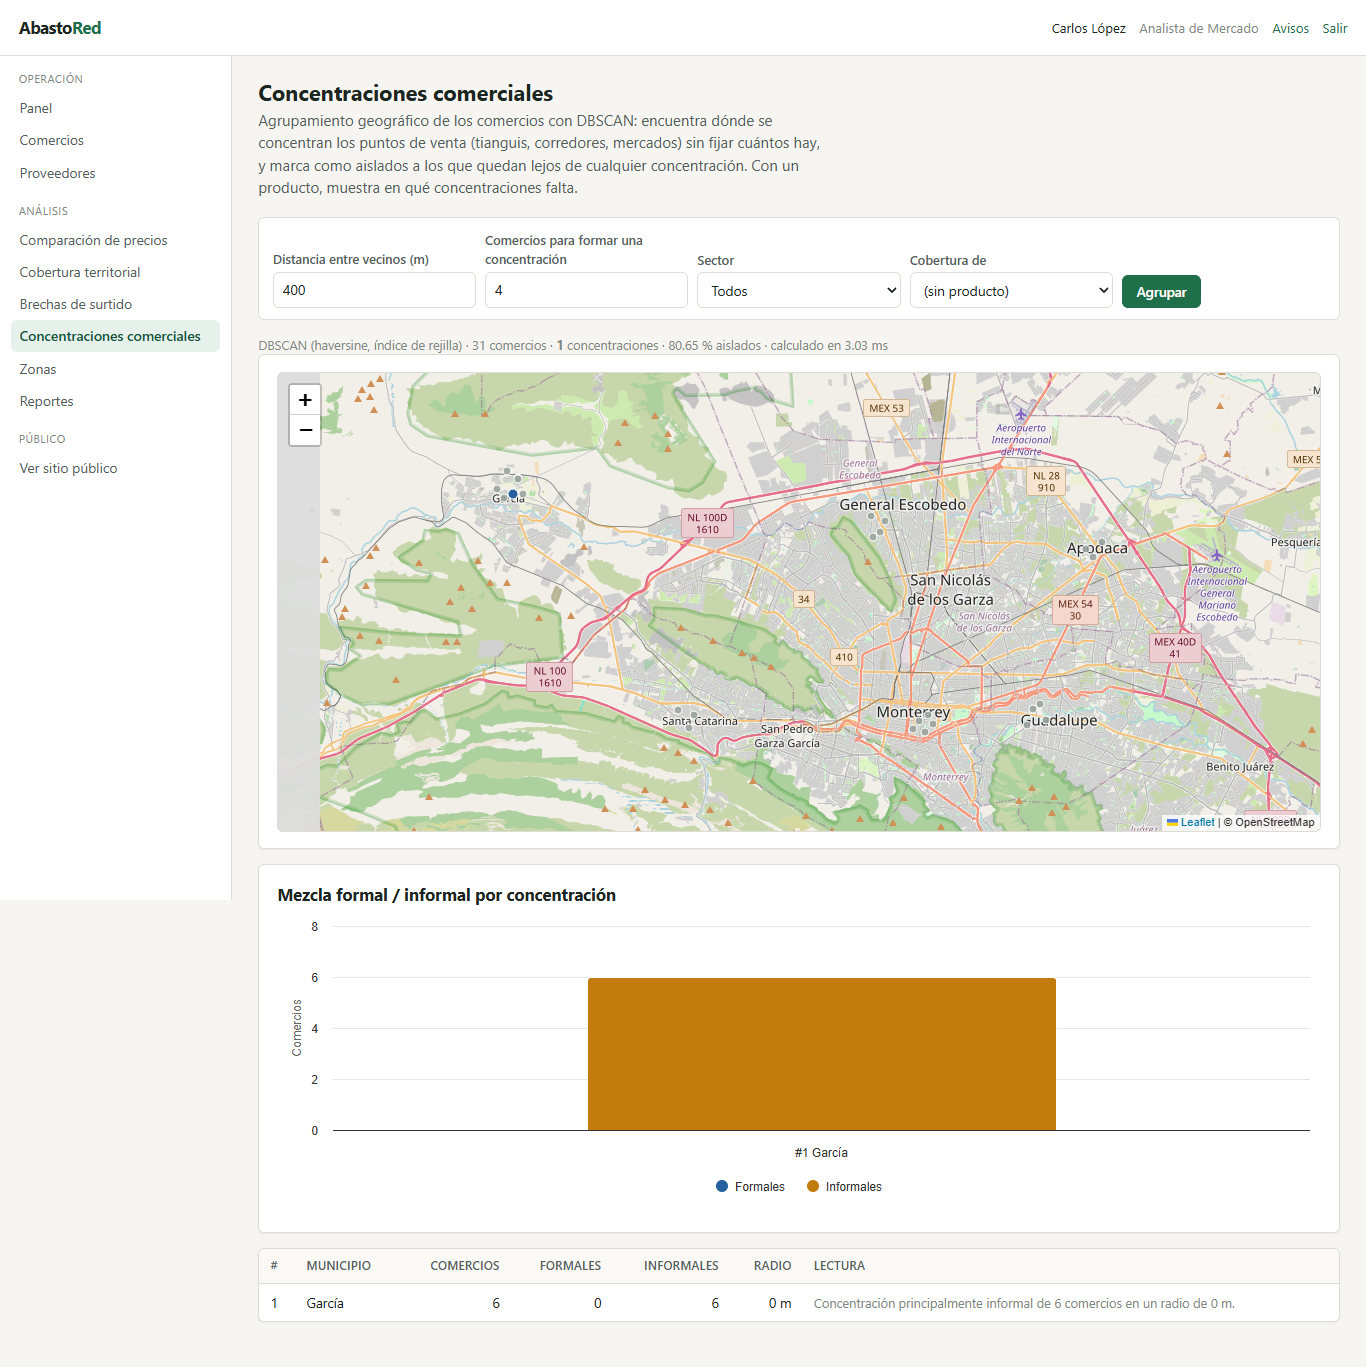 AbastoRed
Carlos López Analista de Mercado Avisos Salir
OPERACIÓN
Panel
Comercios
Proveedores
ANÁLISIS
Comparación de precios
Cobertura territorial
Brechas de surtido
Concentraciones comerciales
Zonas
Reportes
PÚBLICO
Ver sitio público
Concentraciones comerciales
Agrupamiento geográfico de los comercios con DBSCAN: encuentra dónde se
concentran los puntos de venta (tianguis, corredores, mercados) sin fijar cuántos hay,
y marca como aislados a los que quedan lejos de cualquier concentración. Con un
producto, muestra en qué concentraciones falta.
Distancia entre vecinos (m)
400
Comercios para formar una
concentración
4
Sector
Todos
Cobertura de
(sin producto)
Agrupar
DBSCAN (haversine, índice de rejilla) · 31 comercios · 1 concentraciones · 80.65 % aislados · calculado en 3.03 ms
+
−
MEX 53
Aeropuerto
Internacional
del Norte
General
Escobedo
MEX 5
NL 28
910
García
General Escobedo
NL 100D
1610
Apodaca
Pesquería
Aeropuerto
Internacional
General
Mariano
Escobedo
San Nicolás
de los Garza
San Nicolás
de los Garza
34
MEX 54
30
410
MEX 40D
41
NL 100
1610
Santa Catarina
San Pedro
Garza García
Monterrey
Guadalupe
Monterrey
Benito Juárez
Juárez
Leaflet | © OpenStreetMap
Mezcla formal / informal por concentración
8
6
4
2
0
Comercios
#1 García
Formales Informales
# MUNICIPIO COMERCIOS FORMALES INFORMALES RADIO LECTURA
1 García 6 0 6 0 m Concentración principalmente informal de 6 comercios en un radio de 0 m.